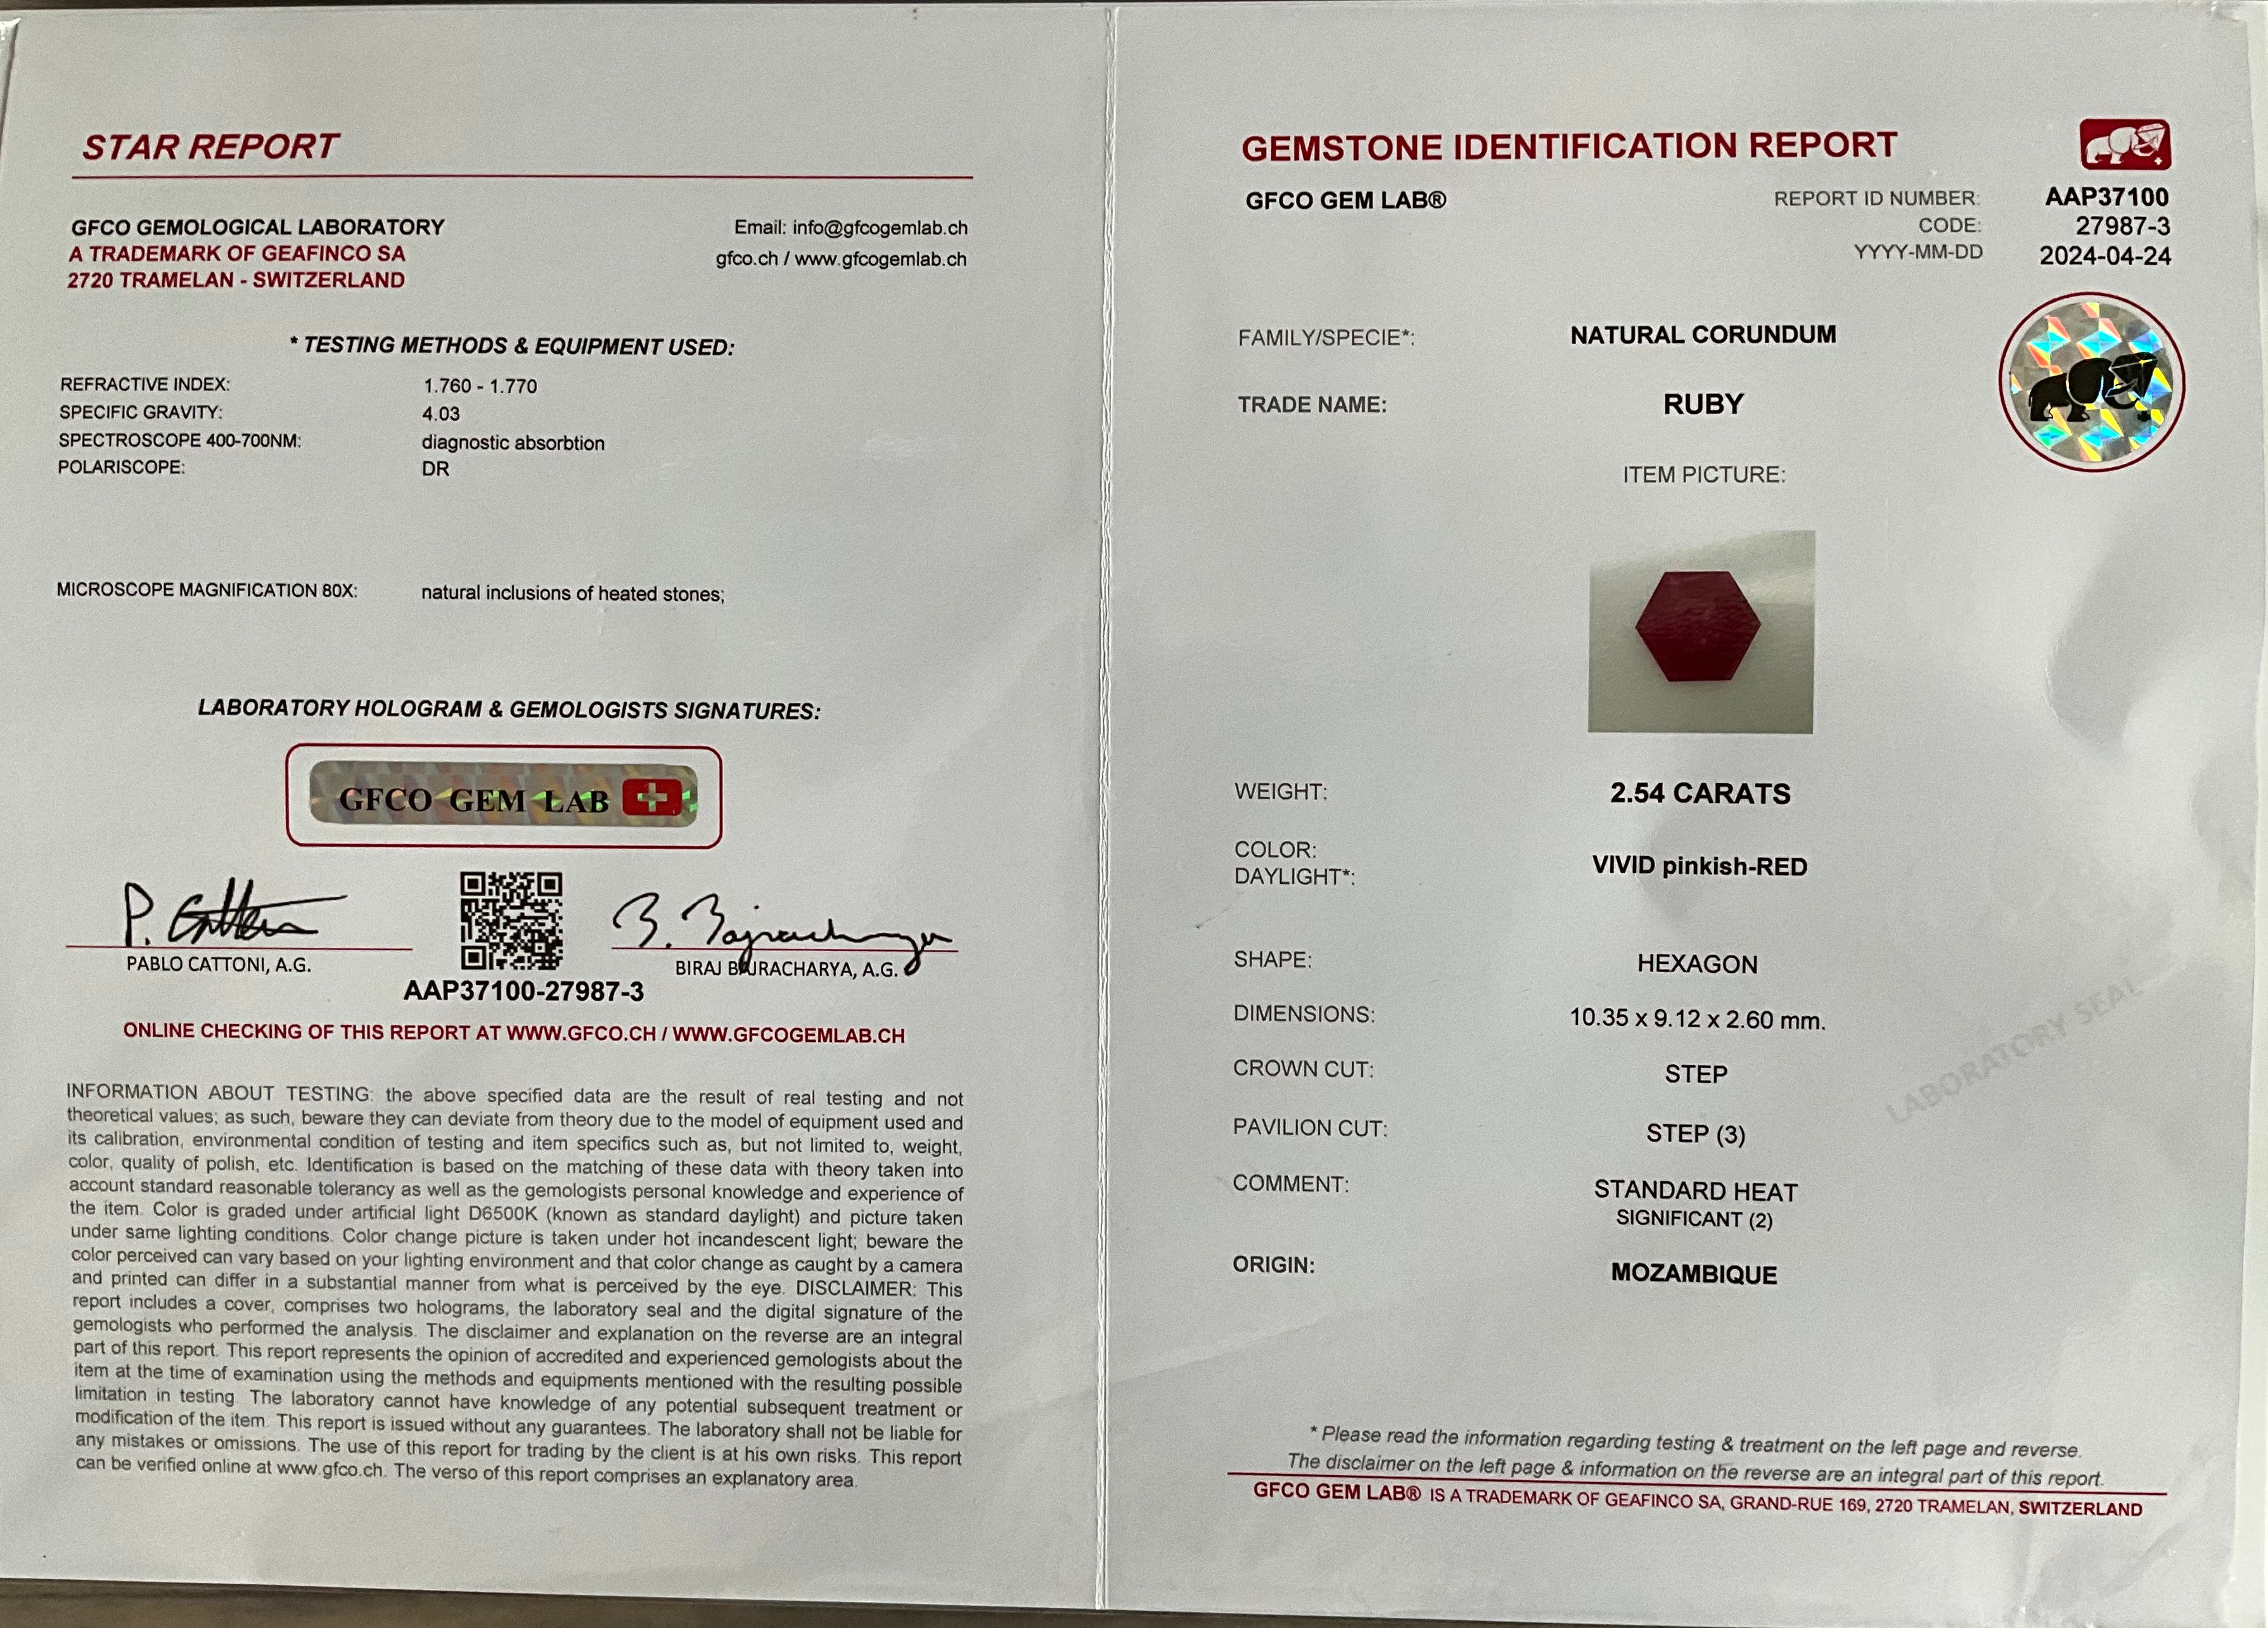 STAR REPORT
GFCO GEMOLOGICAL LABORATORY
A TRADEMARK OF GEAFINCO SA
2720 TRAMELAN - SWITZERLAND
Email: info@gfcogemlab.ch
gfco.ch / www.gfcogemlab.ch
* TESTING METHODS & EQUIPMENT USED:
REFRACTIVE INDEX: 1.760 - 1.770
SPECIFIC GRAVITY: 4.03
SPECTROSCOPE 400-700NM: diagnostic absorbtion
POLARISCOPE: DR
MICROSCOPE MAGNIFICATION 80X: natural inclusions of heated stones;
LABORATORY HOLOGRAM & GEMOLOGISTS SIGNATURES:
GFCO GEM LAB
P. Cattoni B. Bajracharya
PABLO CATTONI, A.G. BIRAJ BAJRACHARYA, A.G.
AAP37100-27987-3
ONLINE CHECKING OF THIS REPORT AT WWW.GFCO.CH / WWW.GFCOGEMLAB.CH
INFORMATION ABOUT TESTING: the above specified data are the result of real testing and not
theoretical values; as such, beware they can deviate from theory due to the model of equipment used and
its calibration, environmental condition of testing and item specifics such as, but not limited to, weight,
color, quality of polish, etc. Identification is based on the matching of these data with theory taken into
account standard reasonable tolerancy as well as the gemologists personal knowledge and experience of
the item. Color is graded under artificial light D6500K (known as standard daylight) and picture taken
under same lighting conditions. Color change picture is taken under hot incandescent light; beware the
color perceived can vary based on your lighting environment and that color change as caught by a camera
and printed can differ in a substantial manner from what is perceived by the eye. DISCLAIMER: This
report includes a cover, comprises two holograms, the laboratory seal and the digital signature of the
gemologists who performed the analysis. The disclaimer and explanation on the reverse are an integral
part of this report. This report represents the opinion of accredited and experienced gemologists about the
item at the time of examination using the methods and equipments mentioned with the resulting possible
limitation in testing. The laboratory cannot have knowledge of any potential subsequent treatment or
modification of the item. This report is issued without any guarantees. The laboratory shall not be liable for
any mistakes or omissions. The use of this report for trading by the client is at his own risks. This report
can be verified online at www.gfco.ch. The verso of this report comprises an explanatory area.
GEMSTONE IDENTIFICATION REPORT
GFCO GEM LAB®
REPORT ID NUMBER: AAP37100
CODE: 27987-3
YYYY-MM-DD 2024-04-24
FAMILY/SPECIE*: NATURAL CORUNDUM
TRADE NAME: RUBY
ITEM PICTURE:
WEIGHT: 2.54 CARATS
COLOR:
DAYLIGHT*: VIVID pinkish-RED
SHAPE: HEXAGON
DIMENSIONS: 10.35 x 9.12 x 2.60 mm.
CROWN CUT: STEP
PAVILION CUT: STEP (3)
COMMENT: STANDARD HEAT
SIGNIFICANT (2)
ORIGIN: MOZAMBIQUE
LABORATORY SEAL
* Please read the information regarding testing & treatment on the left page and reverse.
The disclaimer on the left page & information on the reverse are an integral part of this report.
GFCO GEM LAB® IS A TRADEMARK OF GEAFINCO SA, GRAND-RUE 169, 2720 TRAMELAN, SWITZERLAND